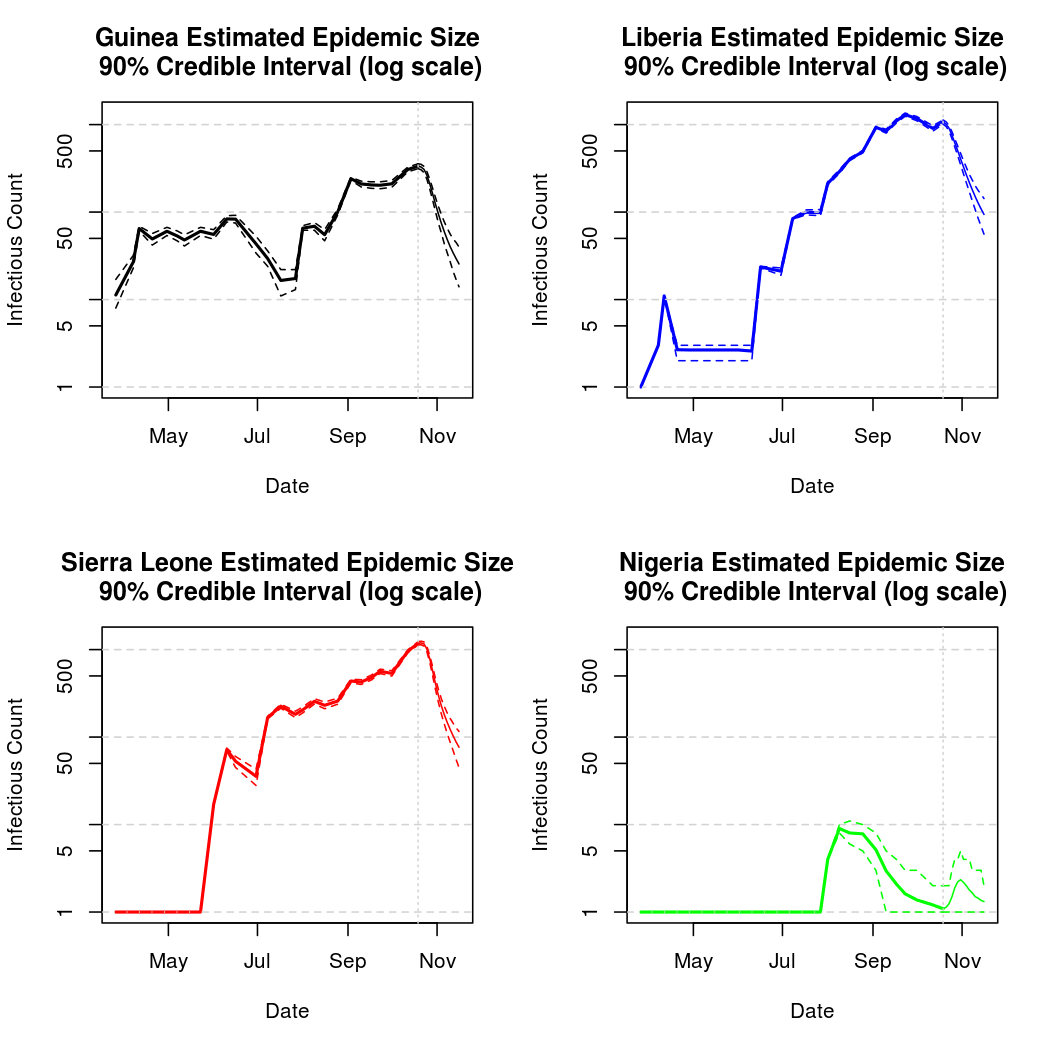 Guinea Estimated Epidemic Size
90% Credible Interval (log scale)
Infectious Count
500
50
5
1
May Jul Sep Nov
Date
Liberia Estimated Epidemic Size
90% Credible Interval (log scale)
Infectious Count
500
50
5
1
May Jul Sep Nov
Date
Sierra Leone Estimated Epidemic Size
90% Credible Interval (log scale)
Infectious Count
500
50
5
1
May Jul Sep Nov
Date
Nigeria Estimated Epidemic Size
90% Credible Interval (log scale)
Infectious Count
500
50
5
1
May Jul Sep Nov
Date